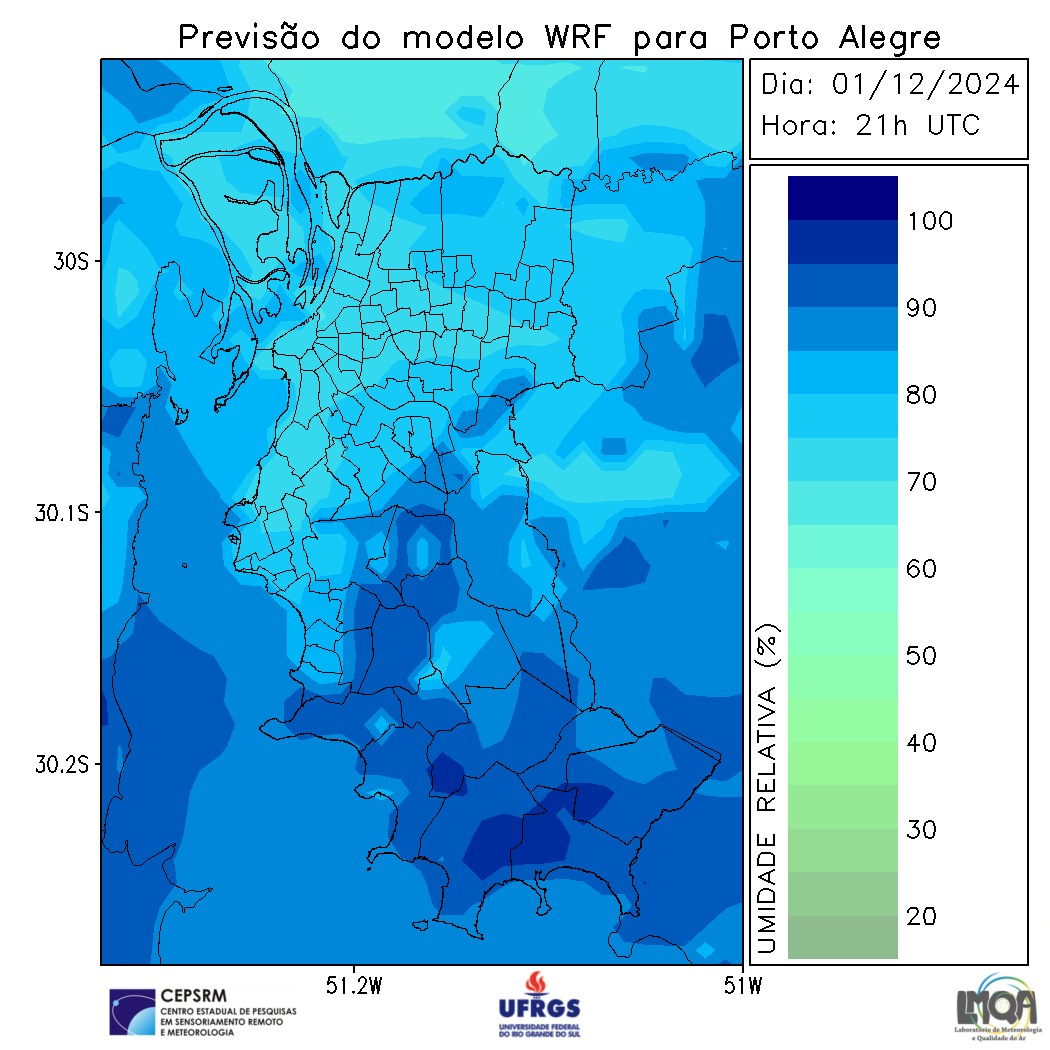 Previsão do modelo WRF para Porto Alegre
Dia: 01/12/2024
Hora: 21h UTC
30S
30.1S
30.2S
51.2W
51W
UMIDADE RELATIVA (%)
100
90
80
70
60
50
40
30
20
CEPSRM
CENTRO ESTADUAL DE PESQUISAS
EM SENSORIAMENTO REMOTO
E METEOROLOGIA
UFRGS
UNIVERSIDADE FEDERAL
DO RIO GRANDE DO SUL
LMQA
Laboratório de Meteorologia
e Qualidade do Ar